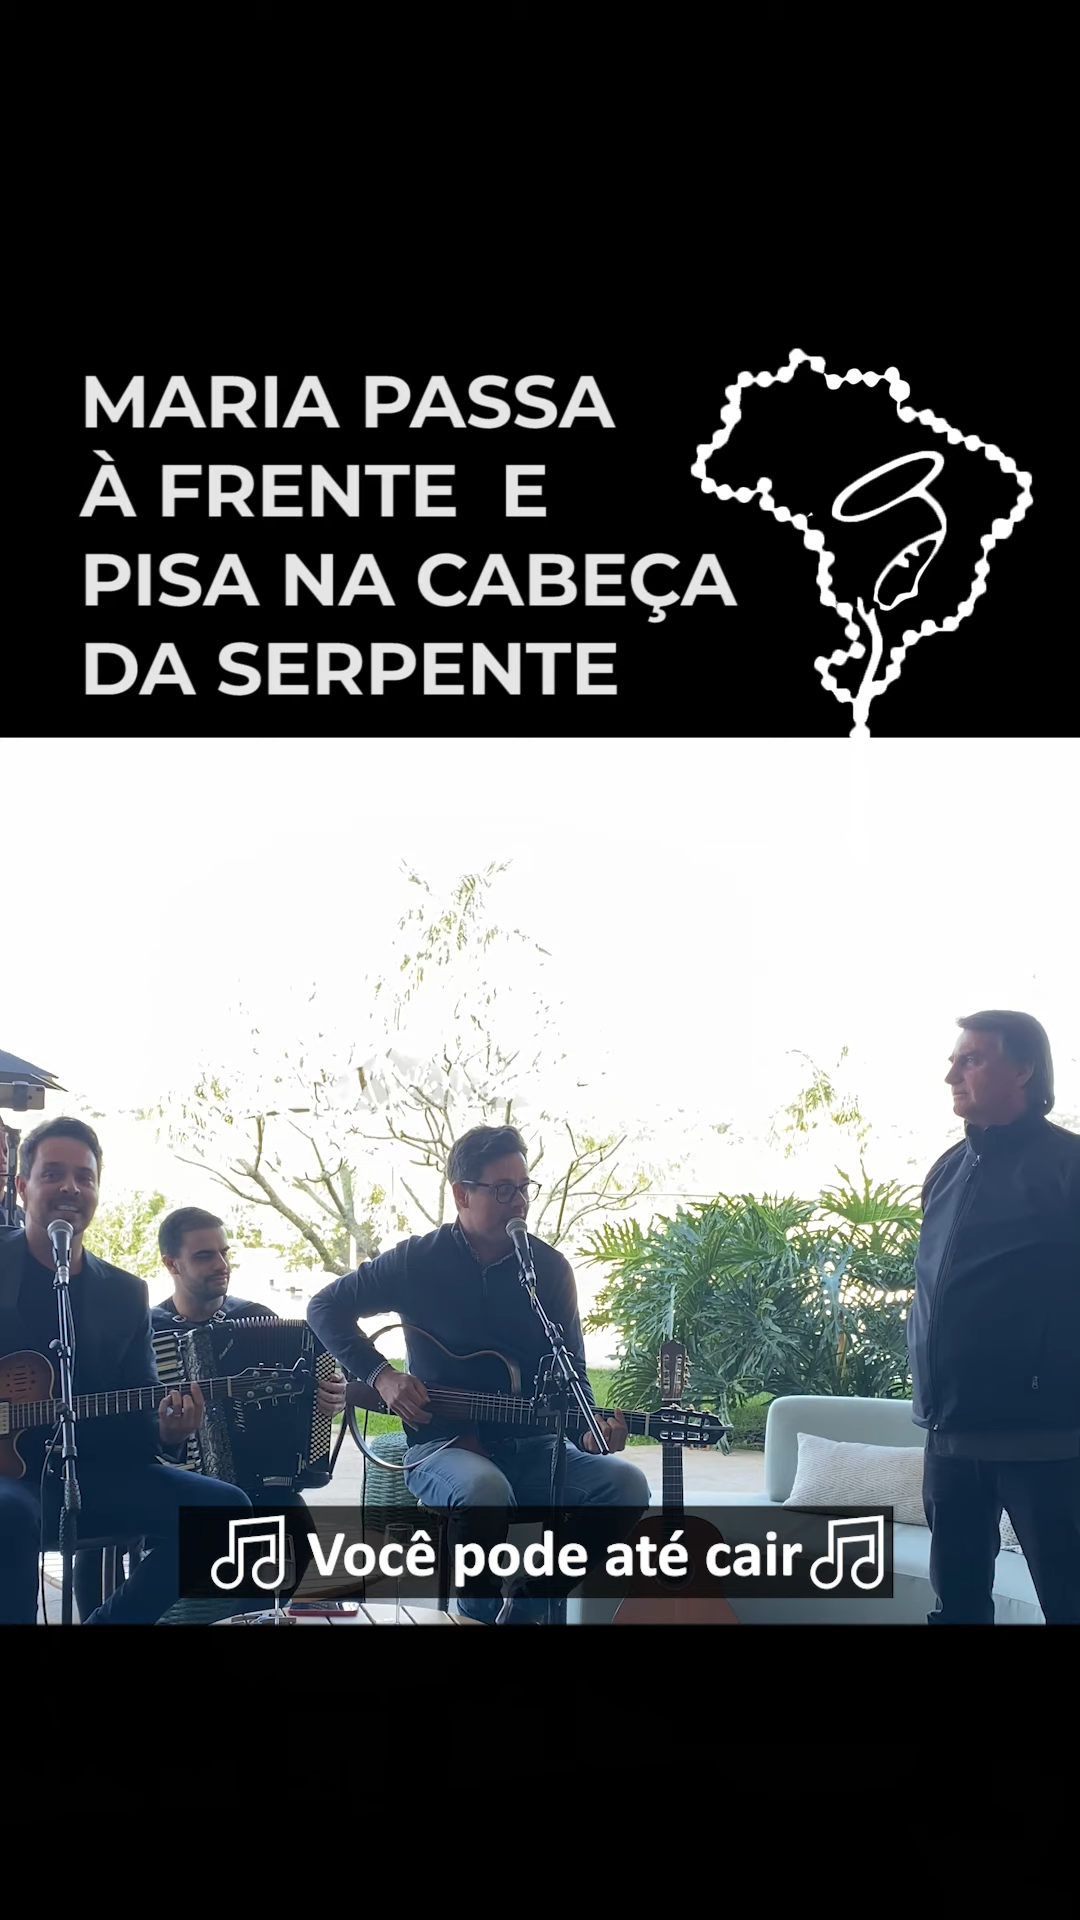 MARIA PASSA
À FRENTE E
PISA NA CABEÇA
DA SERPENTE
Você pode até cair